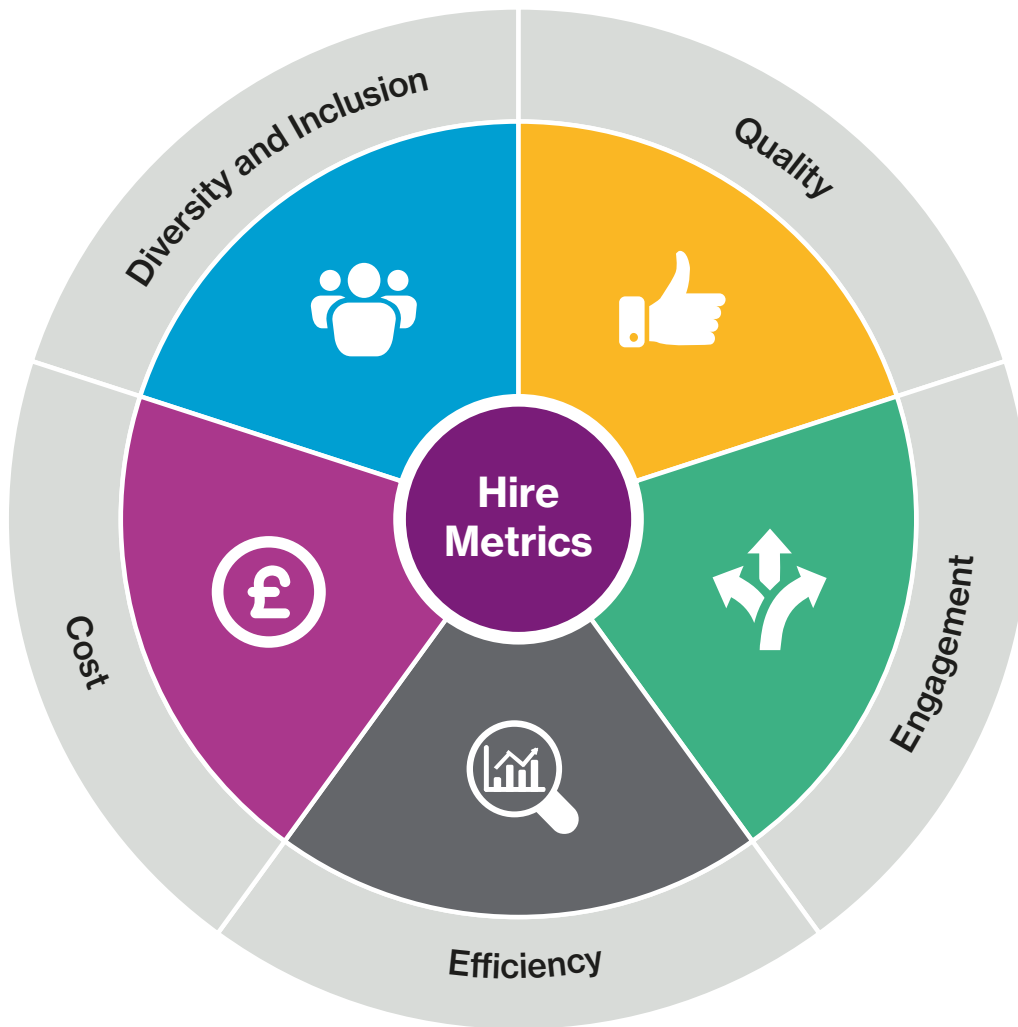 Diversity and Inclusion
Quality
Hire
Metrics
Cost
Engagement
Efficiency